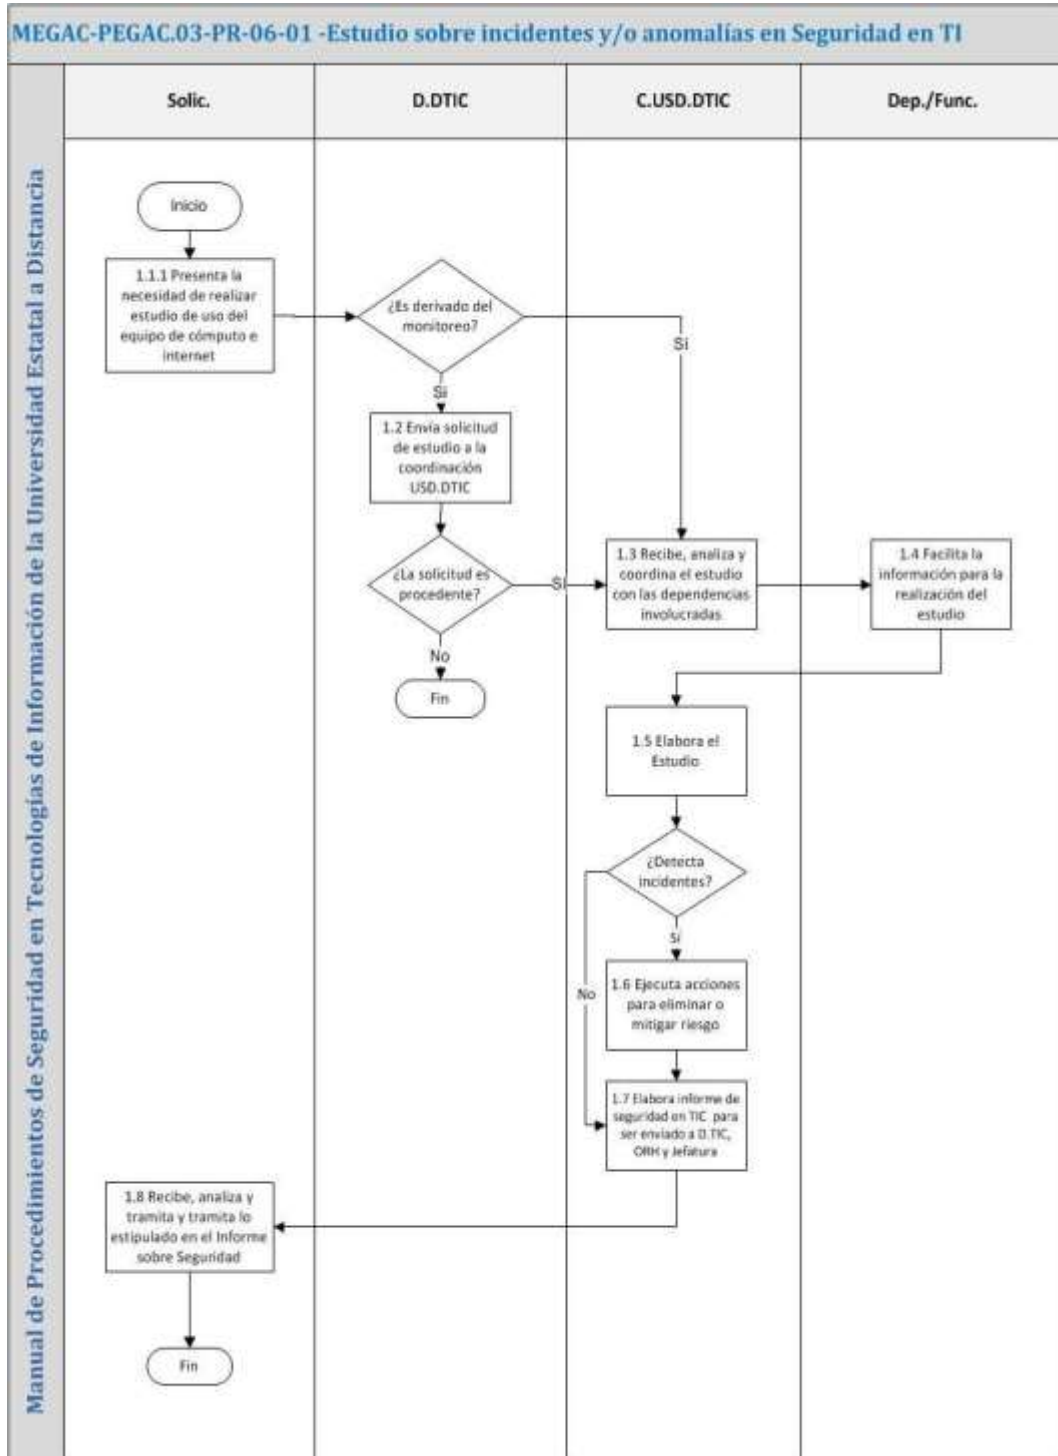 MEGAC-PEGAC.03-PR-06-01 -Estudio sobre incidentes y/o anomalías en Seguridad en TI
Manual de Procedimientos de Seguridad en Tecnologías de Información de la Universidad Estatal a Distancia
Solic.
D.DTIC
C.USD.DTIC
Dep./Func.
Inicio
1.1.1 Presenta la
necesidad de realizar
estudio de uso del
equipo de cómputo e
internet
¿Es derivado del
monitoreo?
Si
Si
1.2 Envía solicitud
de estudio a la
coordinación
USD.DTIC
¿La solicitud es
procedente?
Si
No
Fin
1.3 Recibe, analiza y
coordina el estudio
con las dependencias
involucradas
1.4 Facilita la
información para la
realización del
estudio
1.5 Elabora el
Estudio
¿Detecta
incidentes?
Si
No
1.6 Ejecuta acciones
para eliminar o
mitigar riesgo
1.7 Elabora informe de
seguridad en TIC para
ser enviado a D.TIC,
ORH y Jefatura
1.8 Recibe, analiza y
tramita y tramita lo
estipulado en el Informe
sobre Seguridad
Fin